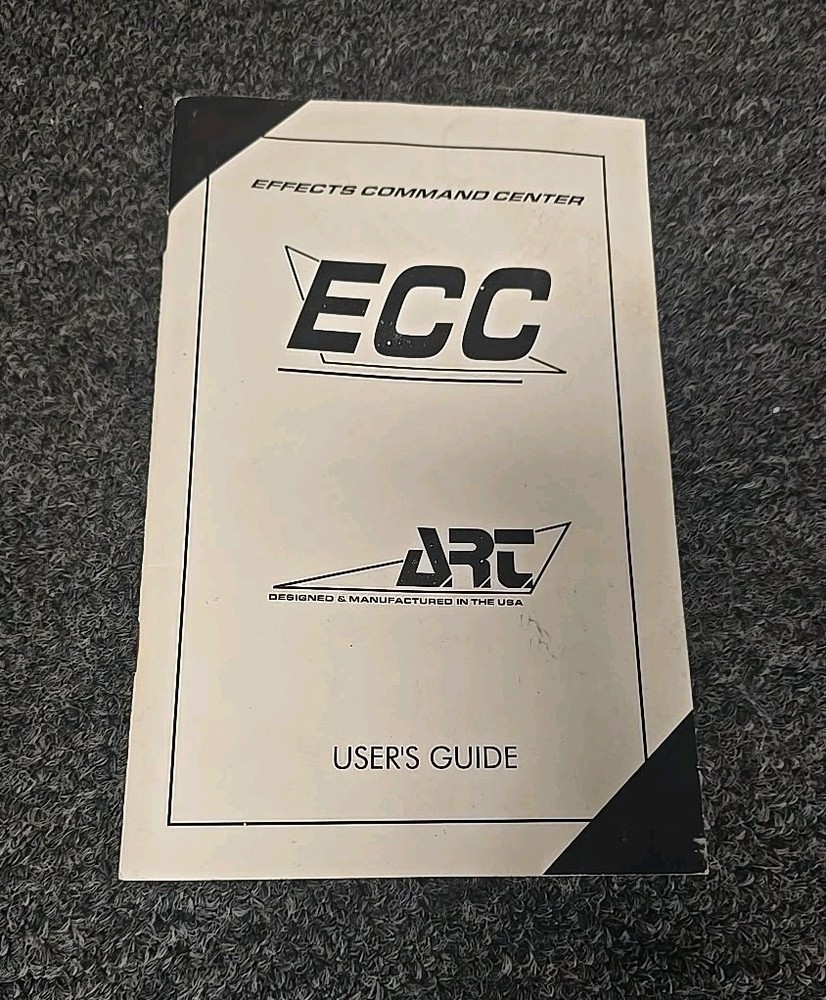 EFFECTS COMMAND CENTER
ECC
ART
DESIGNED & MANUFACTURED IN THE USA
USER'S GUIDE